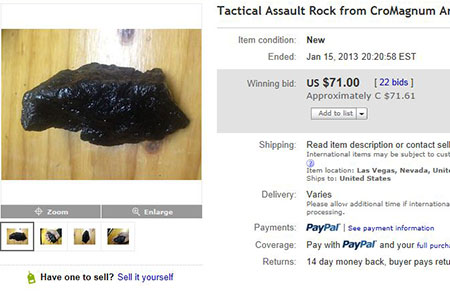 Tactical Assault Rock from CroMagnum
Item condition: New
Ended: Jan 15, 2013 20:20:58 EST
Winning bid: US $71.00 [ 22 bids ]
Approximately C $71.61
Add to list
Shipping: Read item description or contact sell
International items may be subject to cust
Item location: Las Vegas, Nevada, Unit
Ships to: United States
Delivery: Varies
Please allow additional time if internationa
processing.
Payments: PayPal | See payment information
Coverage: Pay with PayPal and your full purcha
Returns: 14 day money back, buyer pays return
Zoom Enlarge
Have one to sell? Sell it yourself